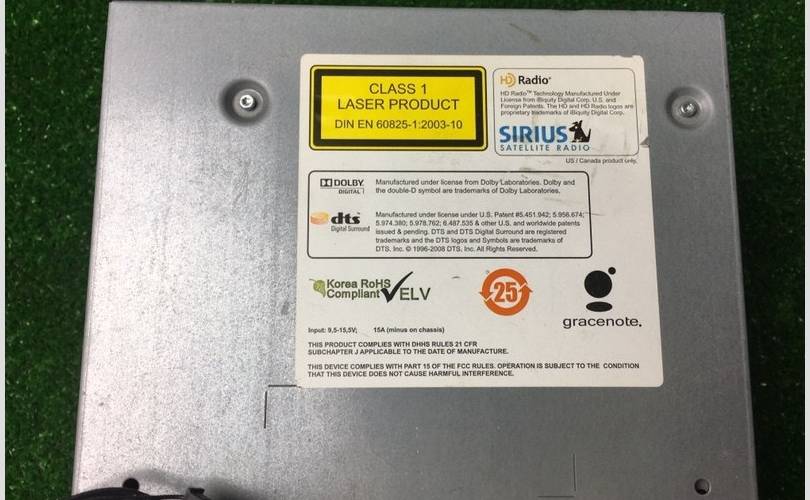 CLASS 1
LASER PRODUCT
DIN EN 60825-1:2003-10
HD Radio
HD Radio™ Technology Manufactured Under
License from iBiquity Digital Corp. U.S. and
Foreign Patents. The HD and HD Radio logos are
proprietary trademarks of iBiquity Digital Corp.
SIRIUS
SATELLITE RADIO
US / Canada product only.
DOLBY
DIGITAL
Manufactured under license from Dolby Laboratories. Dolby and
the double-D symbol are trademarks of Dolby Laboratories.
dts
Digital Surround
Manufactured under license under U.S. Patent #5.451.942; 5.956.674;
5.974.380; 5.978.762; 6.487.535 & other U.S. and worldwide patents
issued & pending. DTS and DTS Digital Surround are registered
trademarks and the DTS logos and Symbols are trademarks of
DTS. Inc. © 1996-2008 DTS, Inc. All Rights Reserved.
Korea RoHS
Compliant
ELV
25
gracenote.
Input: 9,5-15,5V; 15A (minus on chassis)
THIS PRODUCT COMPLIES WITH DHHS RULES 21 CFR
SUBCHAPTER J APPLICABLE TO THE DATE OF MANUFACTURE.
THIS DEVICE COMPLIES WITH PART 15 OF THE FCC RULES. OPERATION IS SUBJECT TO THE CONDITION
THAT THIS DEVICE DOES NOT CAUSE HARMFUL INTERFERENCE.